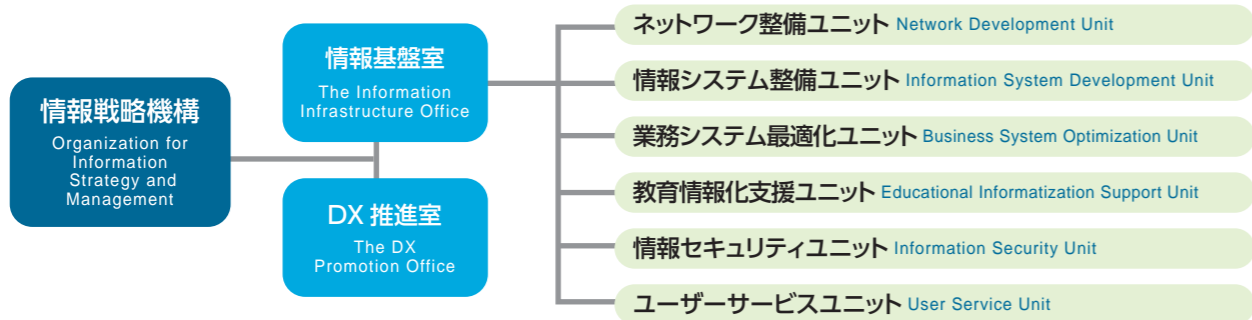 情報戦略機構
Organization for
Information
Strategy and
Management
情報基盤室
The Information
Infrastructure Office
DX 推進室
The DX
Promotion Office
ネットワーク整備ユニット Network Development Unit
情報システム整備ユニット Information System Development Unit
業務システム最適化ユニット Business System Optimization Unit
教育情報化支援ユニット Educational Informatization Support Unit
情報セキュリティユニット Information Security Unit
ユーザーサービスユニット User Service Unit